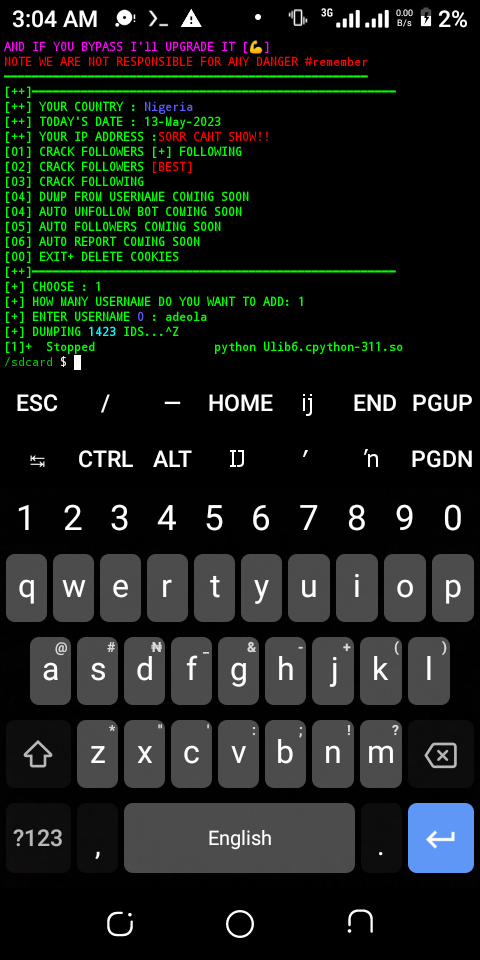 3:04 AM 3G 0.00 B/s 2%
AND IF YOU BYPASS I'll UPGRADE IT [💪]
NOTE WE ARE NOT RESPONSIBLE FOR ANY DANGER #remember
[++]
[++] YOUR COUNTRY : Nigeria
[++] TODAY'S DATE : 13-May-2023
[++] YOUR IP ADDRESS :SORR CANT SHOW!!
[01] CRACK FOLLOWERS [+] FOLLOWING
[02] CRACK FOLLOWERS [BEST]
[03] CRACK FOLLOWING
[04] DUMP FROM USERNAME COMING SOON
[04] AUTO UNFOLLOW BOT COMING SOON
[05] AUTO FOLLOWERS COMING SOON
[06] AUTO REPORT COMING SOON
[00] EXIT+ DELETE COOKIES
[++]
[+] CHOOSE : 1
[+] HOW MANY USERNAME DO YOU WANT TO ADD: 1
[+] ENTER USERNAME 0 : adeola
[+] DUMPING 1423 IDS...^Z
[1]+  Stopped                 python Ulib6.cpython-311.so
/sdcard $
ESC / — HOME ĳ END PGUP
↹ CTRL ALT Ĳ ′ ŉ PGDN
1 2 3 4 5 6 7 8 9 0
q w e r t y u i o p
@ # ₦ _ & - + ( )
a s d f g h j k l
* " ' : ; ! ?
z x c v b n m
?123 , English .